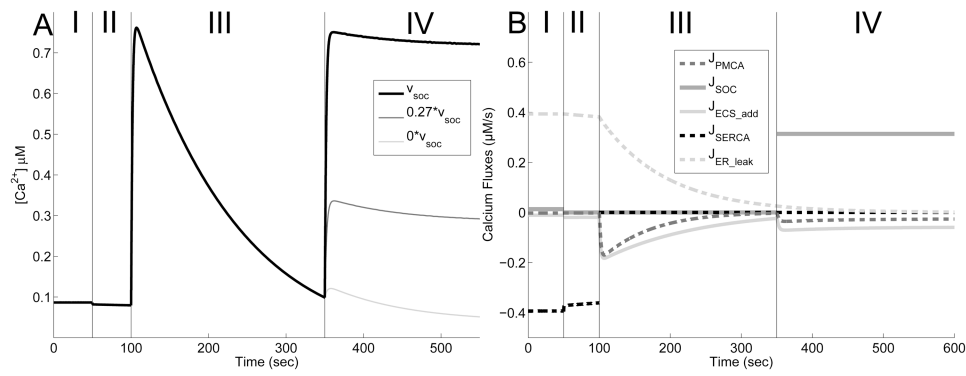 A I II III IV
0.7
0.6
0.5
0.4
0.3
0.2
0.1
[Ca²⁺] μM
v_soc
0.27*v_soc
0*v_soc
0 100 200 300 400 500
Time (sec)
B I II III IV
0.6
0.4
0.2
0
−0.2
−0.4
Calcium Fluxes (μM/s)
J_PMCA
J_SOC
J_ECS_add
J_SERCA
J_ER_leak
0 100 200 300 400 500 600
Time (sec)